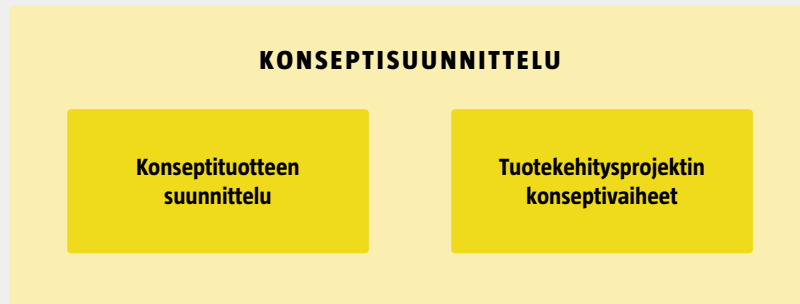 KONSEPTISUUNNITTELU
Konseptituotteen
suunnittelu
Tuotekehitysprojektin
konseptivaiheet